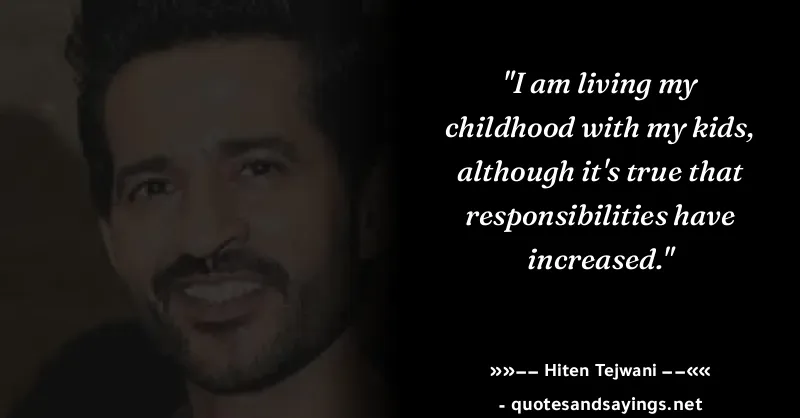 "I am living my
childhood with my kids,
although it's true that
responsibilities have
increased."
»»−− Hiten Tejwani −−««
- quotesandsayings.net